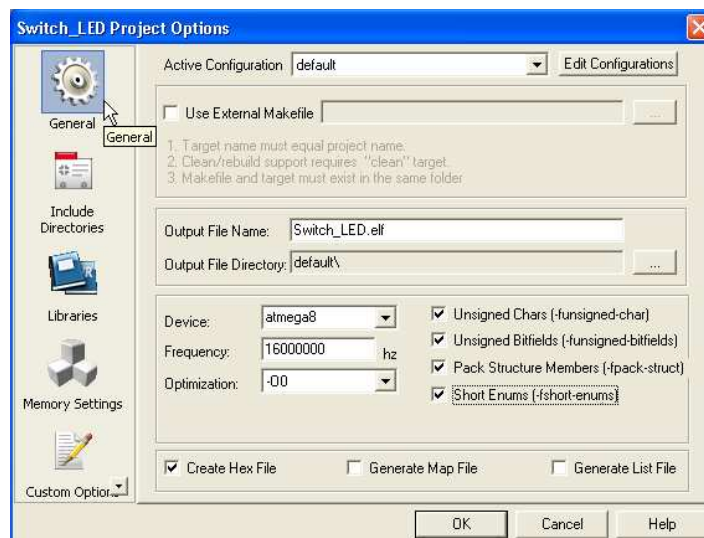 Switch_LED Project Options
General
General
Include
Directories
Libraries
Memory Settings
Custom Option
Active Configuration default Edit Configurations
Use External Makefile ...
1. Target name must equal project name.
2. Clean/rebuild support requires "clean" target.
3. Makefile and target must exist in the same folder
Output File Name: Switch_LED.elf
Output File Directory: default\ ...
Device: atmega8
Frequency: 16000000 hz
Optimization: -O0
Unsigned Chars (-funsigned-char)
Unsigned Bitfields (-funsigned-bitfields)
Pack Structure Members (-fpack-struct)
Short Enums (-fshort-enums)
Create Hex File Generate Map File Generate List File
OK Cancel Help